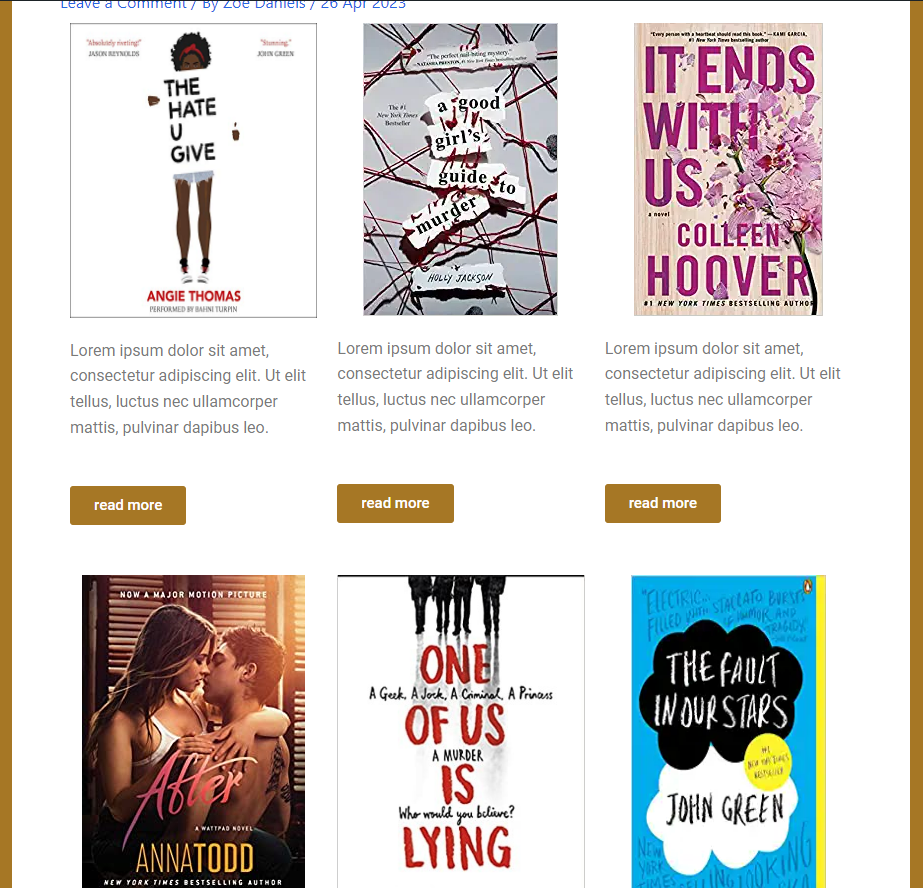 Leave a Comment / By Zoe Daniels / 26 Apr 2023
"Absolutely riveting!"
JASON REYNOLDS
"Stunning."
JOHN GREEN
THE
HATE
U
GIVE
ANGIE THOMAS
PERFORMED BY BAHNI TURPIN
"The perfect nail-biting mystery."
—NATASHA PRESTON, #1 New York Times bestselling author
The #1
New York Times
Bestseller
a good
girl's
guide to
murder
HOLLY JACKSON
"Every person with a heartbeat should read this book." —KAMI GARCIA,
#1 New York Times bestselling author
IT ENDS
WITH
US
a novel
COLLEEN
HOOVER
#1 NEW YORK TIMES BESTSELLING AUTHOR
Lorem ipsum dolor sit amet,
consectetur adipiscing elit. Ut elit
tellus, luctus nec ullamcorper
mattis, pulvinar dapibus leo.
Lorem ipsum dolor sit amet,
consectetur adipiscing elit. Ut elit
tellus, luctus nec ullamcorper
mattis, pulvinar dapibus leo.
Lorem ipsum dolor sit amet,
consectetur adipiscing elit. Ut elit
tellus, luctus nec ullamcorper
mattis, pulvinar dapibus leo.
read more
read more
read more
NOW A MAJOR MOTION PICTURE
After
A WATTPAD NOVEL
ANNA TODD
NEW YORK TIMES BESTSELLING AUTHOR
ONE
A Geek, A Jock, A Criminal, A Princess
OF US
A MURDER
IS
Who would you believe?
LYING
"ELECTRIC...
FILLED WITH STACCATO BURSTS
OF HUMOR AND
TRAGEDY."
THE FAULT
IN OUR STARS
#1
NEW YORK TIMES
BESTSELLER
JOHN GREEN
NEW
YORK
TIMES